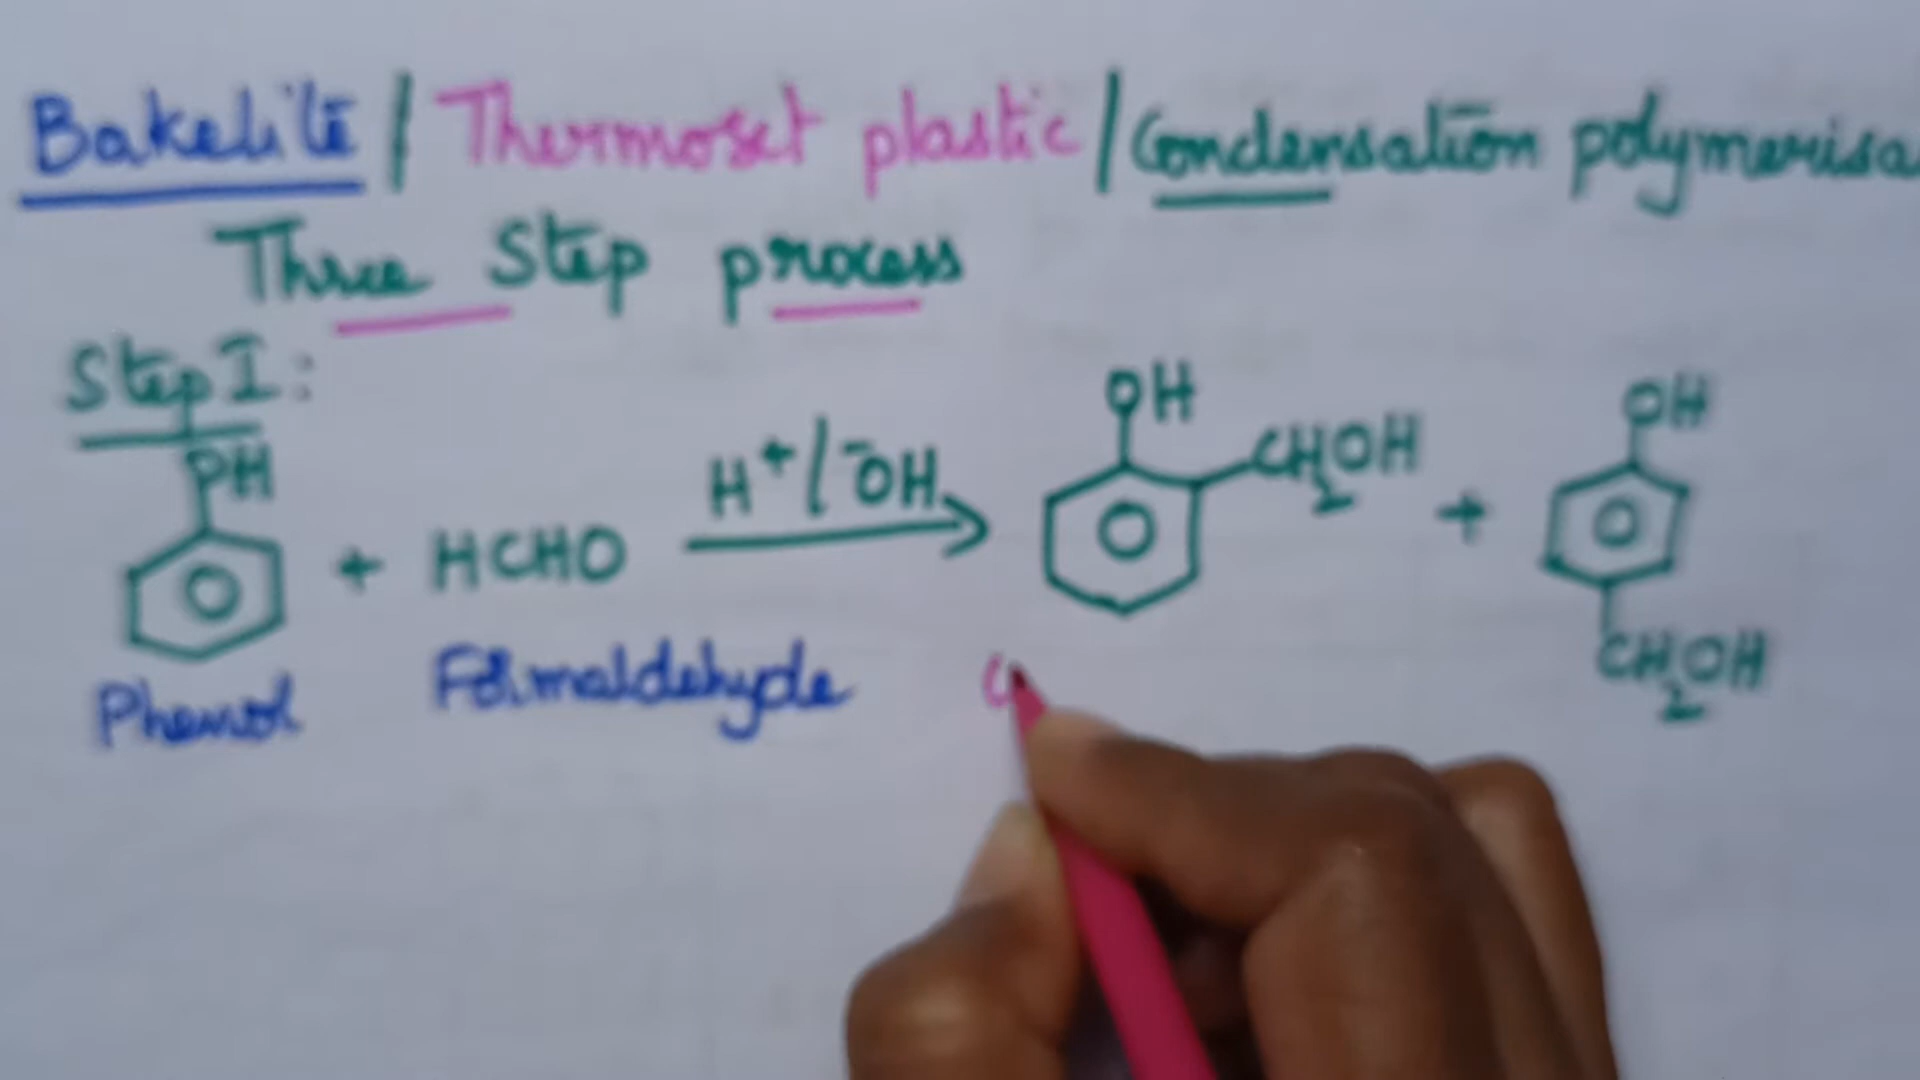 Bakelite / Thermoset plastic / Condensation polymerisa
Three Step process
Step I:
OH
+ HCHO
H⁺/⁻OH
OH
CH₂OH
+
OH
CH₂OH
Phenol
Formaldehyde